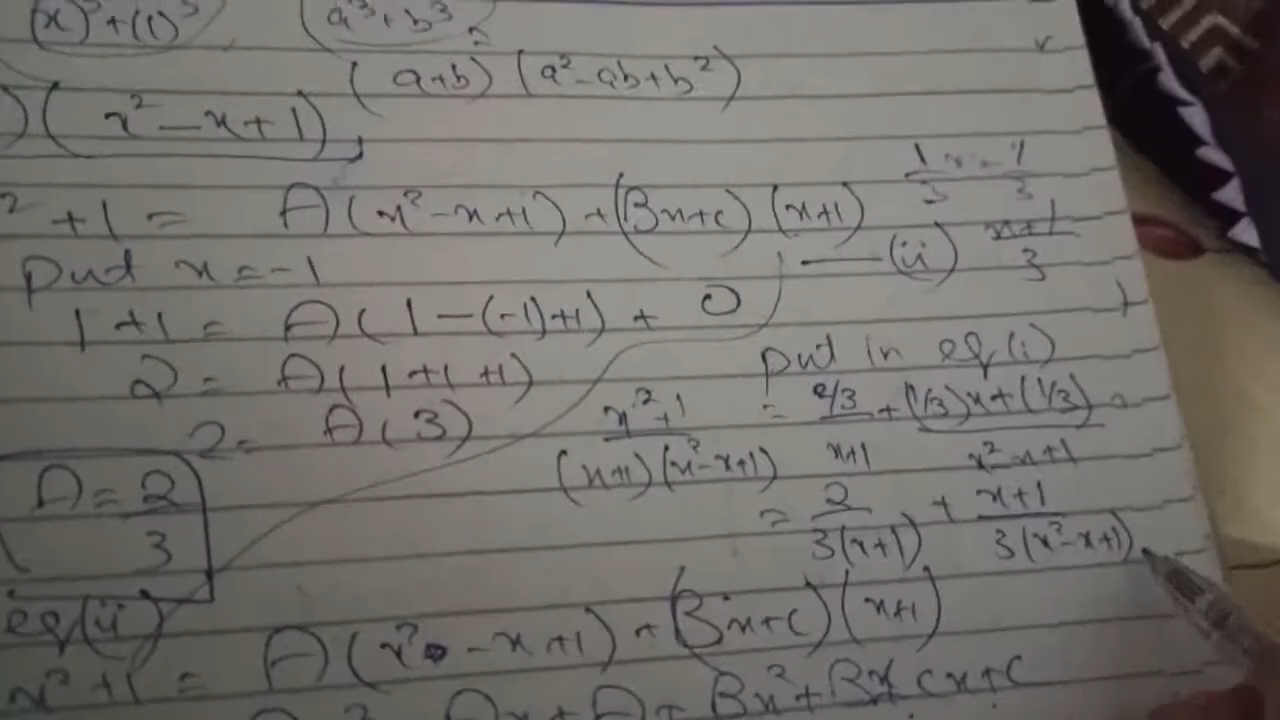 (x)³+(1)³ a³+b³ =
(a+b)(a²-ab+b²)
)(x²-x+1)
²+1 = A(x²-x+1)+(Bx+C)(x+1) —(ii)
x+1
3
put x=-1
1+1 = A(1-(-1)+1)+0
2 = A(1+1+1)
2= A(3)
A=2/3
put in eq(i)
x²+1/(x+1)(x²-x+1) = 2/3/x+1 + (1/3)x+(1/3)/x²-x+1
= 2/3(x+1) + x+1/3(x²-x+1)
eq(ii)
x²+1 = A(x²-x+1)+(Bx+C)(x+1)
Bx²+Bx Cx+C